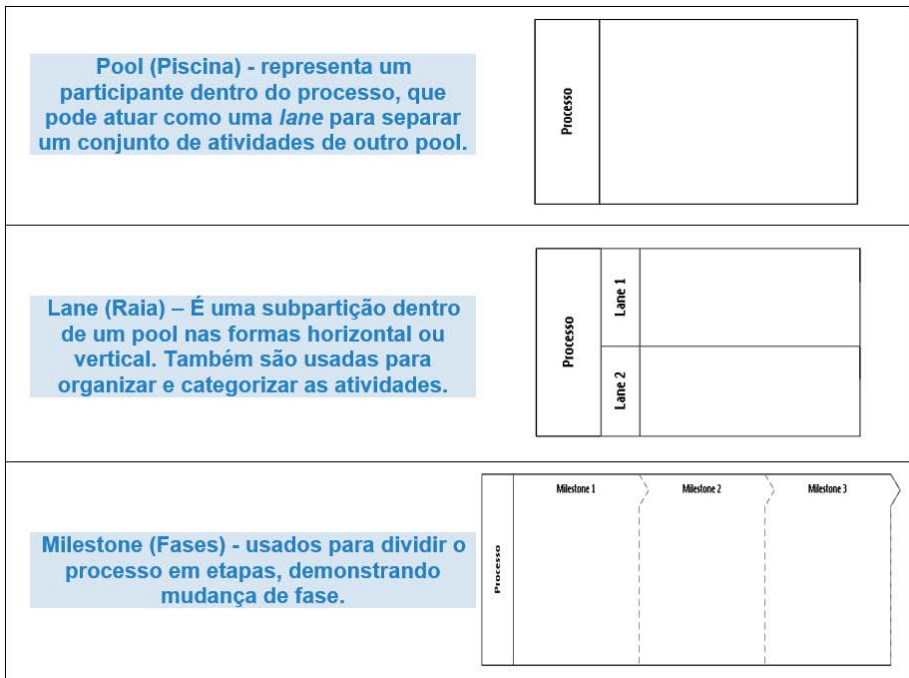 Pool (Piscina) - representa um
participante dentro do processo, que
pode atuar como uma lane para separar
um conjunto de atividades de outro pool.
Processo
Lane (Raia) – É uma subpartição dentro
de um pool nas formas horizontal ou
vertical. Também são usadas para
organizar e categorizar as atividades.
Processo
Lane 1
Lane 2
Milestone (Fases) - usados para dividir o
processo em etapas, demonstrando
mudança de fase.
Processo
Milestone 1
Milestone 2
Milestone 3